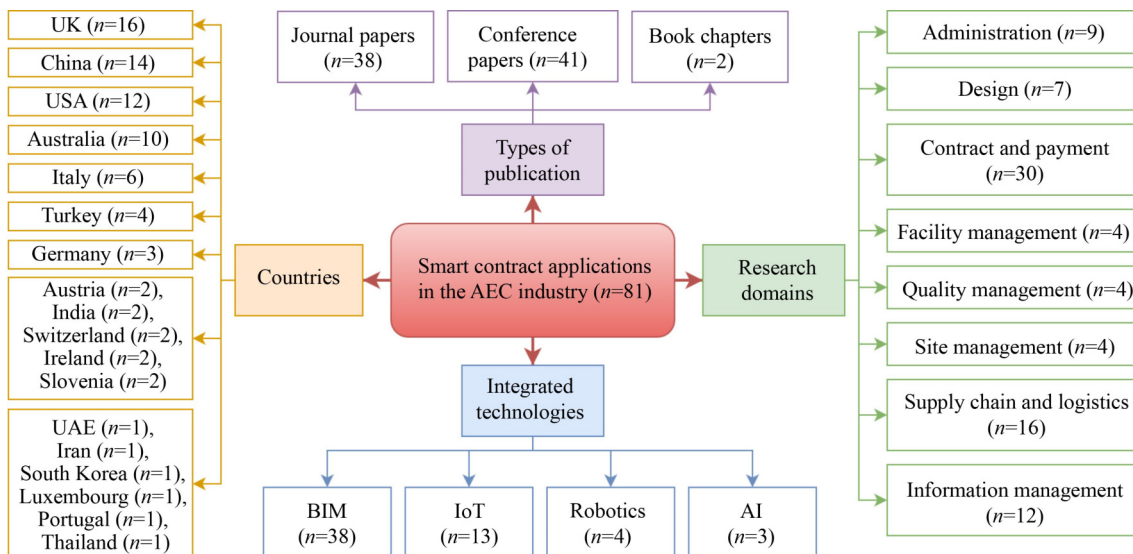 UK (n=16)
China (n=14)
USA (n=12)
Australia (n=10)
Italy (n=6)
Turkey (n=4)
Germany (n=3)
Austria (n=2),
India (n=2),
Switzerland (n=2),
Ireland (n=2),
Slovenia (n=2)
UAE (n=1),
Iran (n=1),
South Korea (n=1),
Luxembourg (n=1),
Portugal (n=1),
Thailand (n=1)
Countries
Journal papers
(n=38)
Conference
papers (n=41)
Book chapters
(n=2)
Types of
publication
Smart contract applications
in the AEC industry (n=81)
Integrated
technologies
BIM
(n=38)
IoT
(n=13)
Robotics
(n=4)
AI
(n=3)
Research
domains
Administration (n=9)
Design (n=7)
Contract and payment
(n=30)
Facility management (n=4)
Quality management (n=4)
Site management (n=4)
Supply chain and logistics
(n=16)
Information management
(n=12)